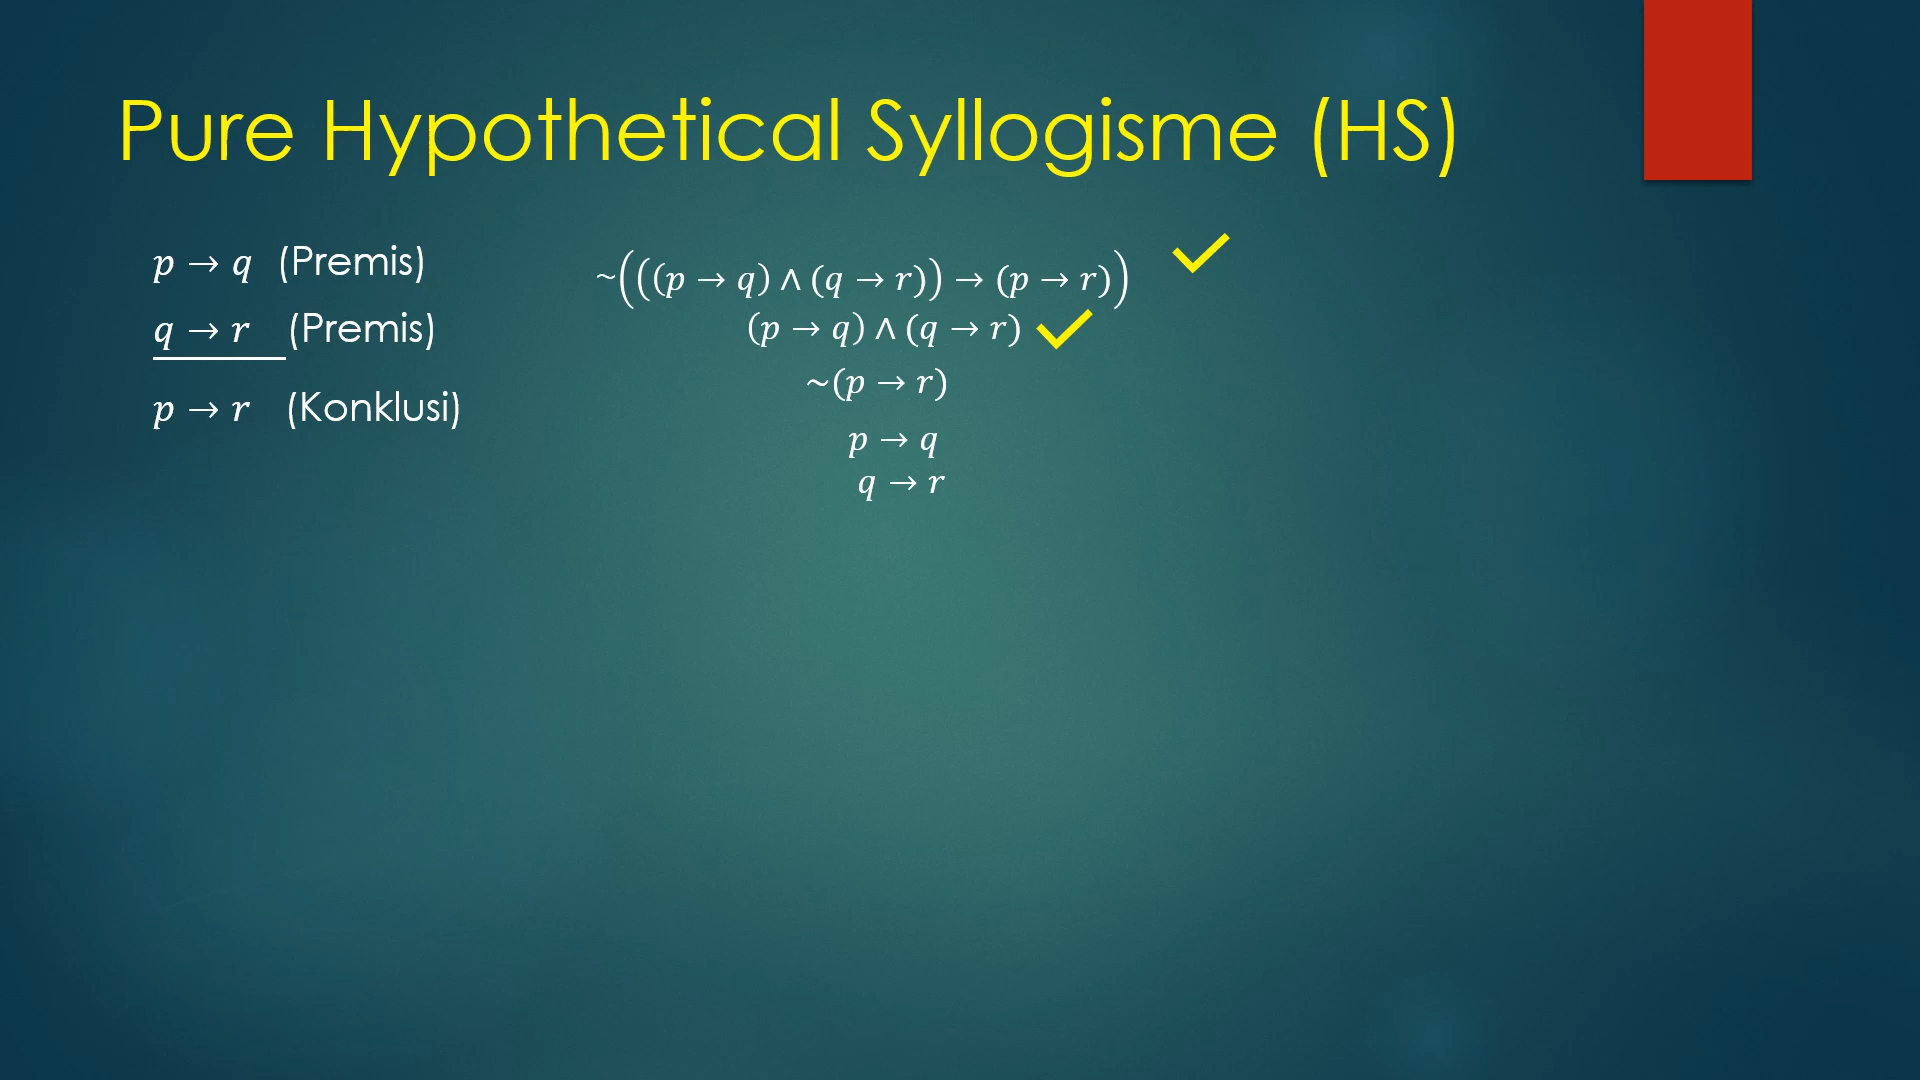 Pure Hypothetical Syllogisme (HS)
𝑝 → 𝑞 (Premis)
𝑞 → 𝑟 (Premis)
𝑝 → 𝑟 (Konklusi)
~(((𝑝 → 𝑞) ∧ (𝑞 → 𝑟)) → (𝑝 → 𝑟))
(𝑝 → 𝑞) ∧ (𝑞 → 𝑟)
~(𝑝 → 𝑟)
𝑝 → 𝑞
𝑞 → 𝑟